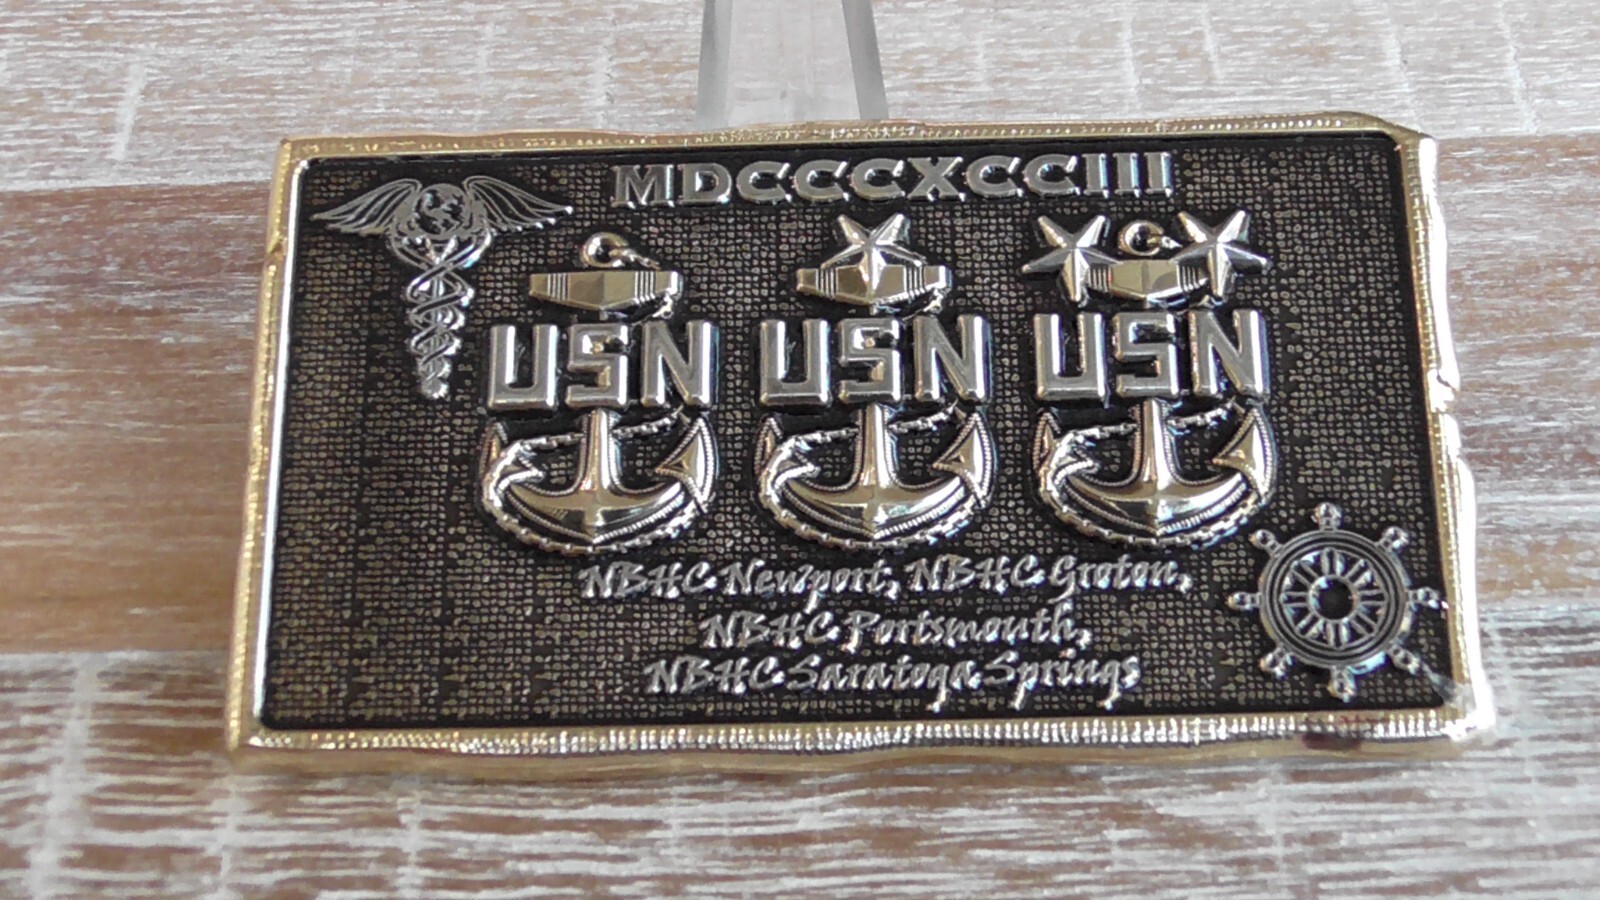 MDCCCXCCIII
USN USN USN
NBHC Newport, NBHC Groton,
NBHC Portsmouth,
NBHC Saratoga Springs